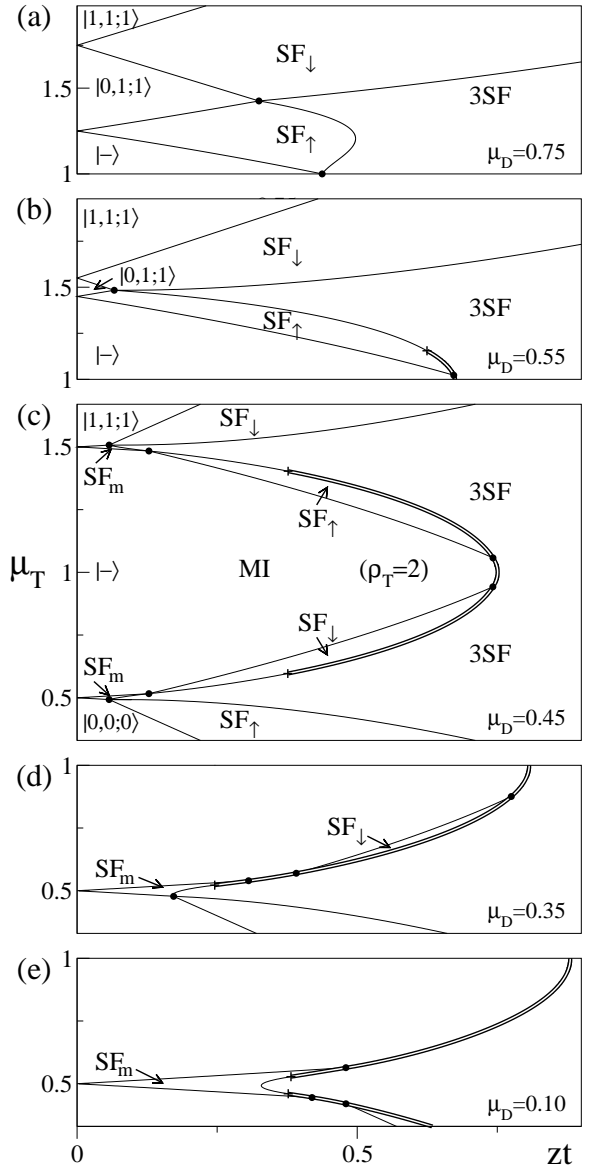 (a)
|1,1;1⟩
SF↓
1.5
|0,1;1⟩
3SF
SF↑
|−⟩
μD=0.75
1
(b)
|1,1;1⟩
SF↓
1.5
|0,1;1⟩
3SF
SF↑
|−⟩
μD=0.55
1
(c)
|1,1;1⟩
SF↓
1.5
SFm
3SF
SF↑
μT
1
|−⟩
MI
(ρT=2)
SF↓
SFm
3SF
0.5
|0,0;0⟩
SF↑
μD=0.45
(d)
1
SF↓
SFm
0.5
μD=0.35
(e)
1
SFm
0.5
μD=0.10
0
0.5
zt